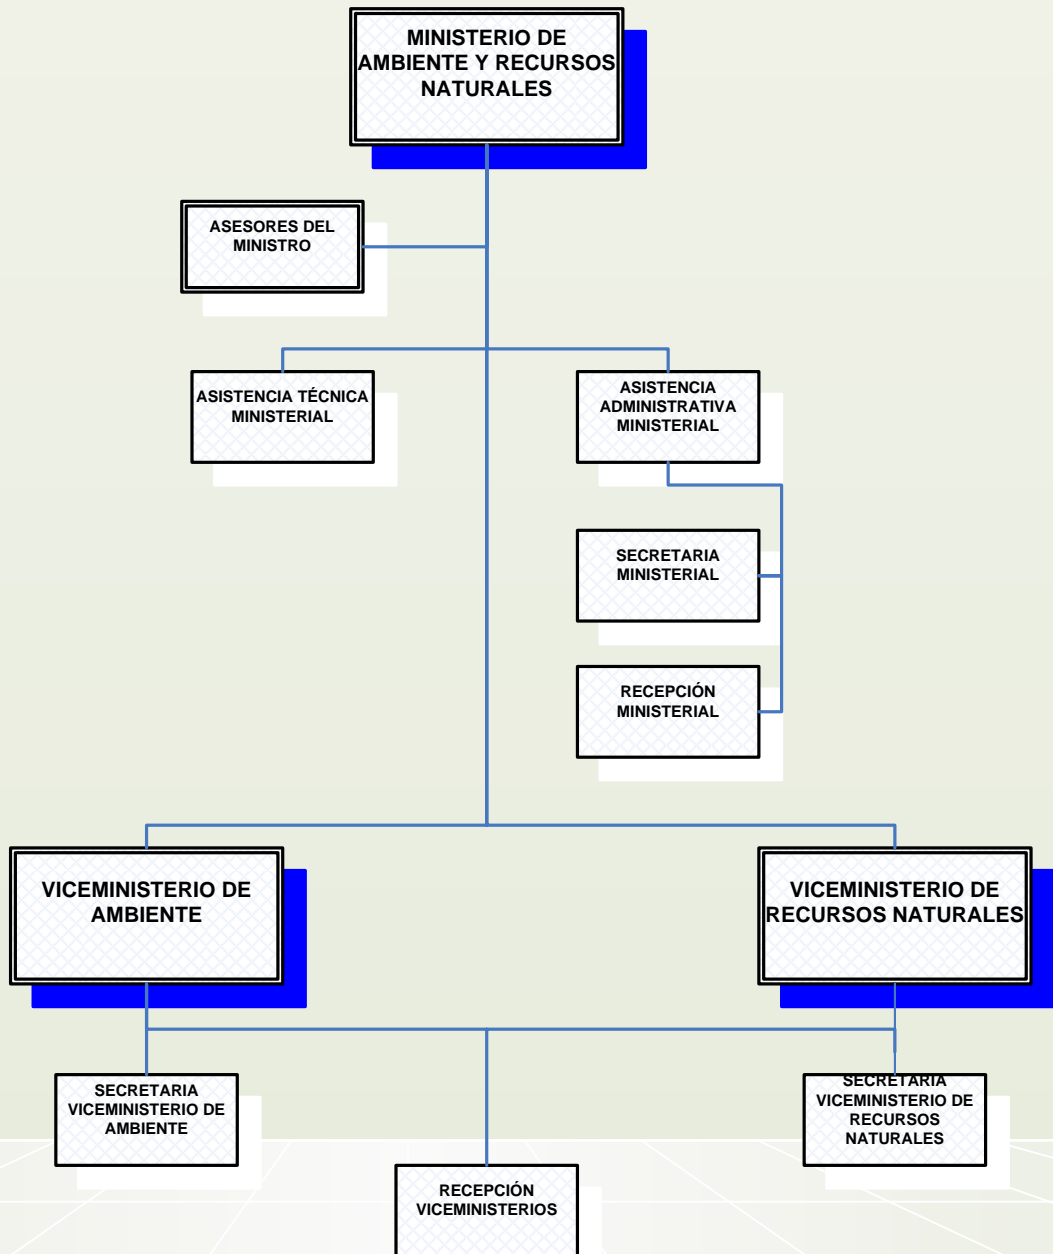 MINISTERIO DE
AMBIENTE Y RECURSOS
NATURALES
ASESORES DEL
MINISTRO
ASISTENCIA TÉCNICA
MINISTERIAL
ASISTENCIA
ADMINISTRATIVA
MINISTERIAL
SECRETARIA
MINISTERIAL
RECEPCIÓN
MINISTERIAL
VICEMINISTERIO DE
AMBIENTE
VICEMINISTERIO DE
RECURSOS NATURALES
SECRETARIA
VICEMINISTERIO DE
AMBIENTE
SECRETARIA
VICEMINISTERIO DE
RECURSOS
NATURALES
RECEPCIÓN
VICEMINISTERIOS